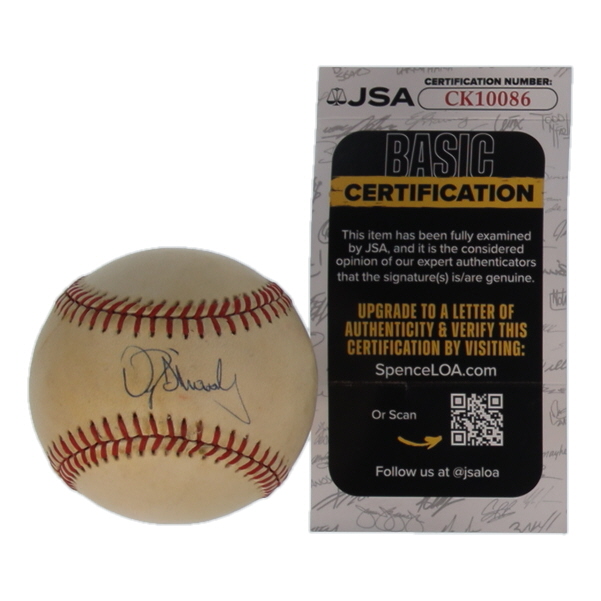 CERTIFICATION NUMBER:
JSA CK10086
BASIC
CERTIFICATION
This item has been fully examined
by JSA, and it is the considered
opinion of our expert authenticators
that the signature(s) is/are genuine.
UPGRADE TO A LETTER OF
AUTHENTICITY & VERIFY THIS
CERTIFICATION BY VISITING:
SpenceLOA.com
Or Scan
Follow us at @jsaloa